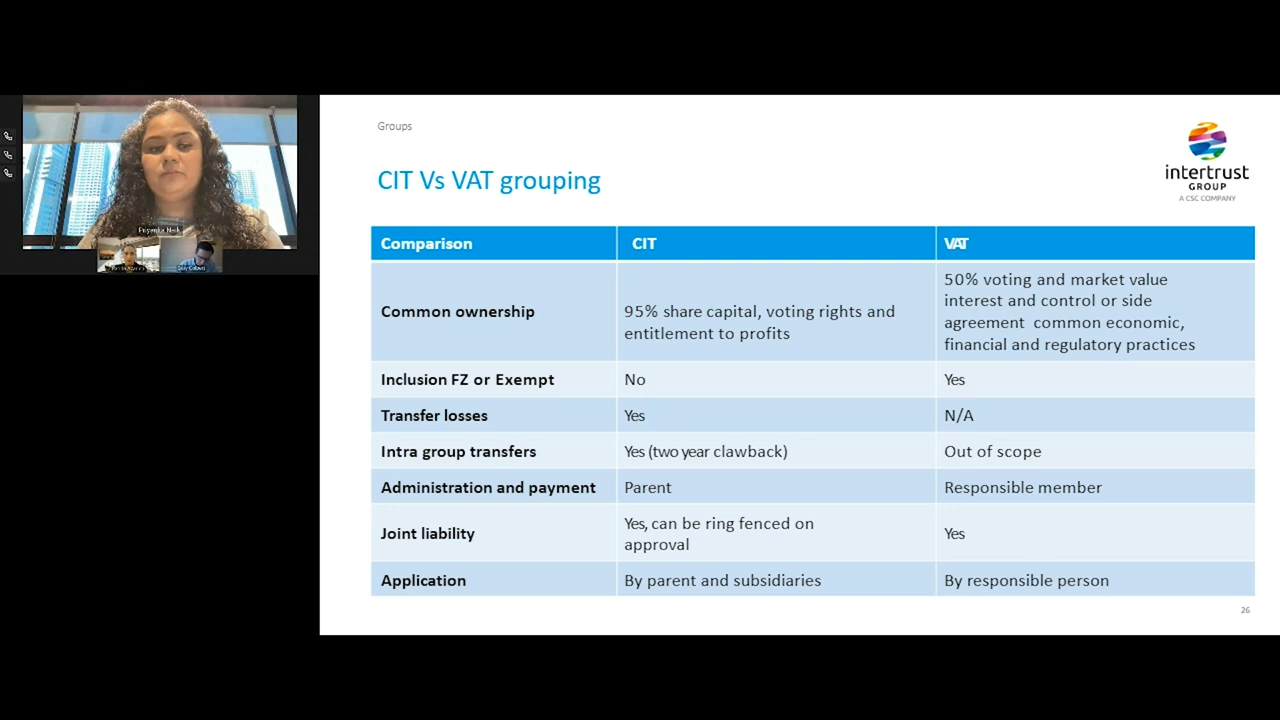 Groups
CIT Vs VAT grouping
intertrust
GROUP
A CSC COMPANY
Comparison CIT VAT
Common ownership
95% share capital, voting rights and
entitlement to profits
50% voting and market value
interest and control or side
agreement common economic,
financial and regulatory practices
Inclusion FZ or Exempt No Yes
Transfer losses Yes N/A
Intra group transfers Yes (two year clawback) Out of scope
Administration and payment Parent Responsible member
Joint liability
Yes, can be ring fenced on
approval
Yes
Application By parent and subsidiaries By responsible person
26
Priyanka Naik